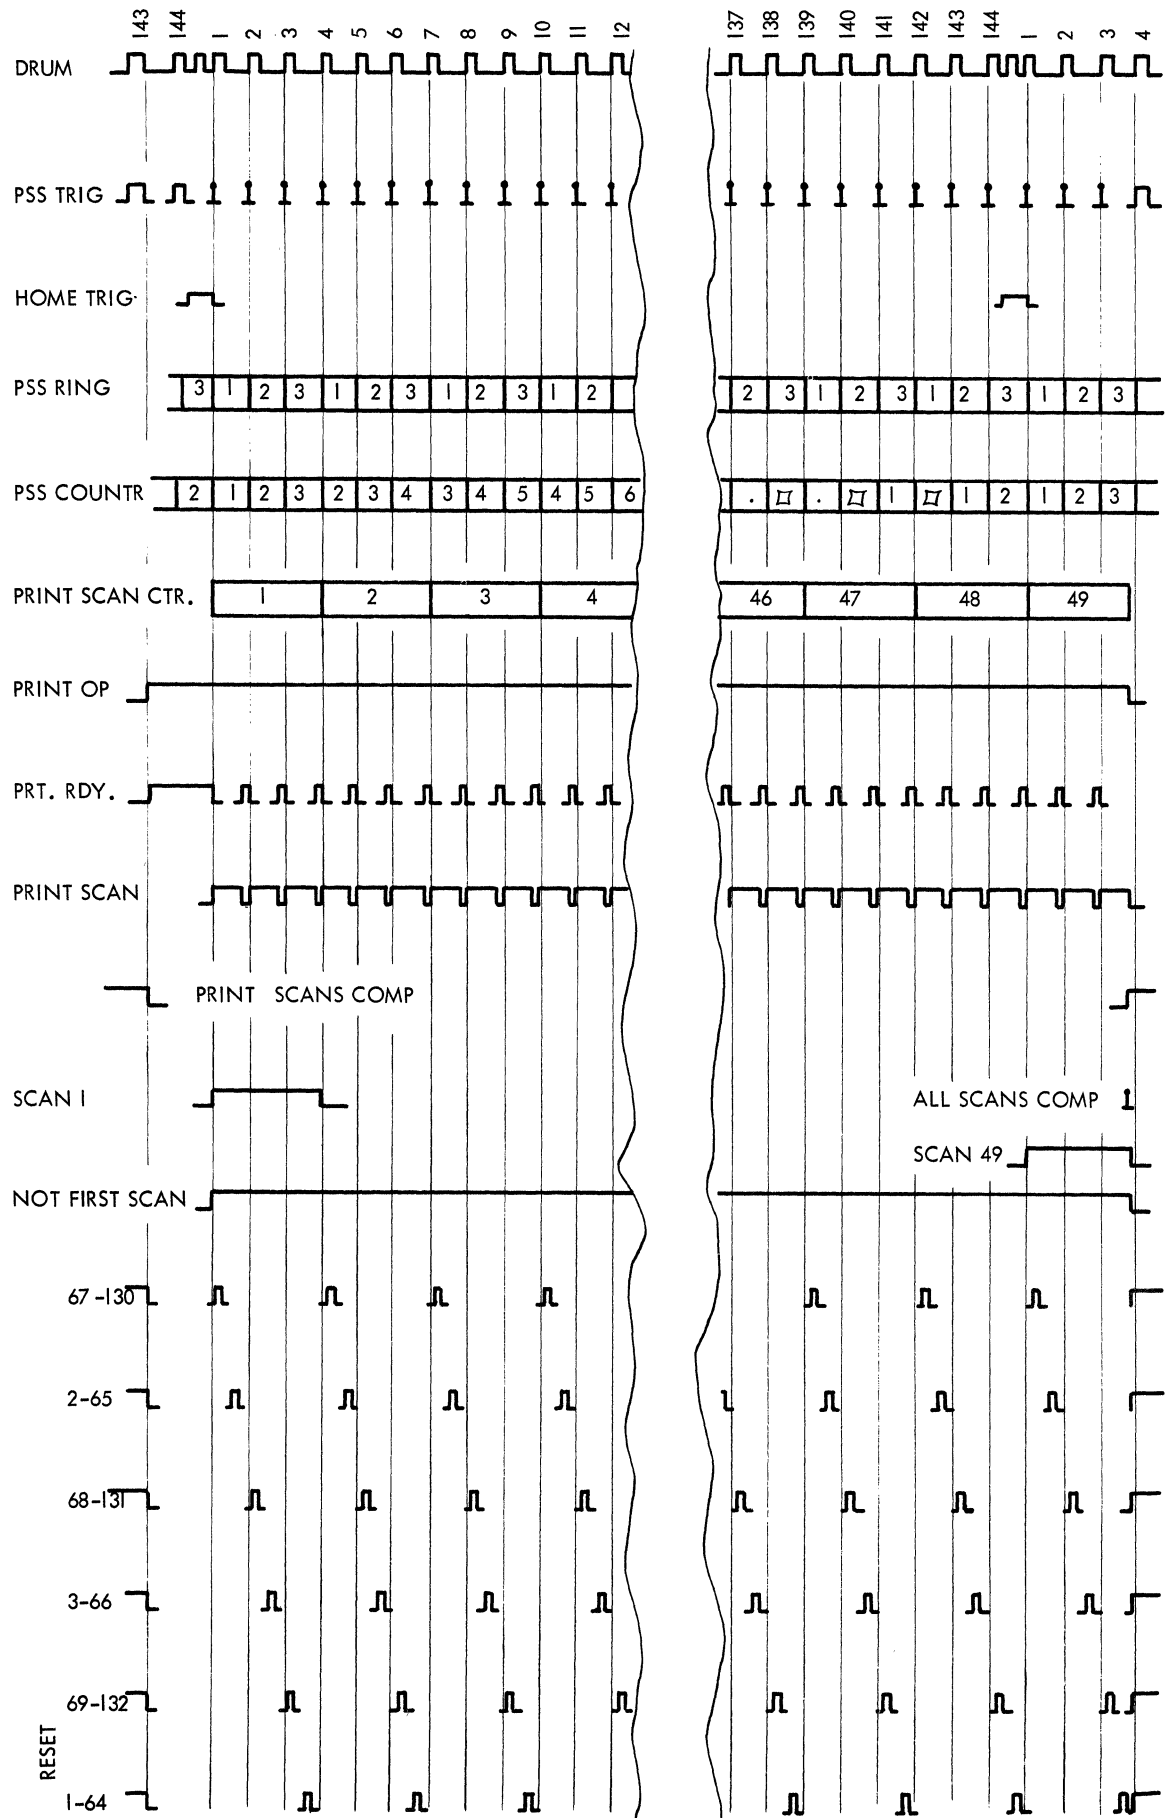 143 144 1 2 3 4 5 6 7 8 9 10 11 12 137 138 139 140 141 142 143 144 1 2 3 4
DRUM
PSS TRIG
HOME TRIG.
PSS RING 3 1 2 3 1 2 3 1 2 3 1 2 2 3 1 2 3 1 2 3 1 2 3
PSS COUNTR 2 1 2 3 2 3 4 3 4 5 4 5 6 . ⌑ . ⌑ 1 ⌑ 1 2 1 2 3
PRINT SCAN CTR. 1 2 3 4 46 47 48 49
PRINT OP
PRT. RDY.
PRINT SCAN
PRINT SCANS COMP
SCAN 1 ALL SCANS COMP
SCAN 49
NOT FIRST SCAN
67-130
2-65
68-131
3-66
69-132
RESET
1-64